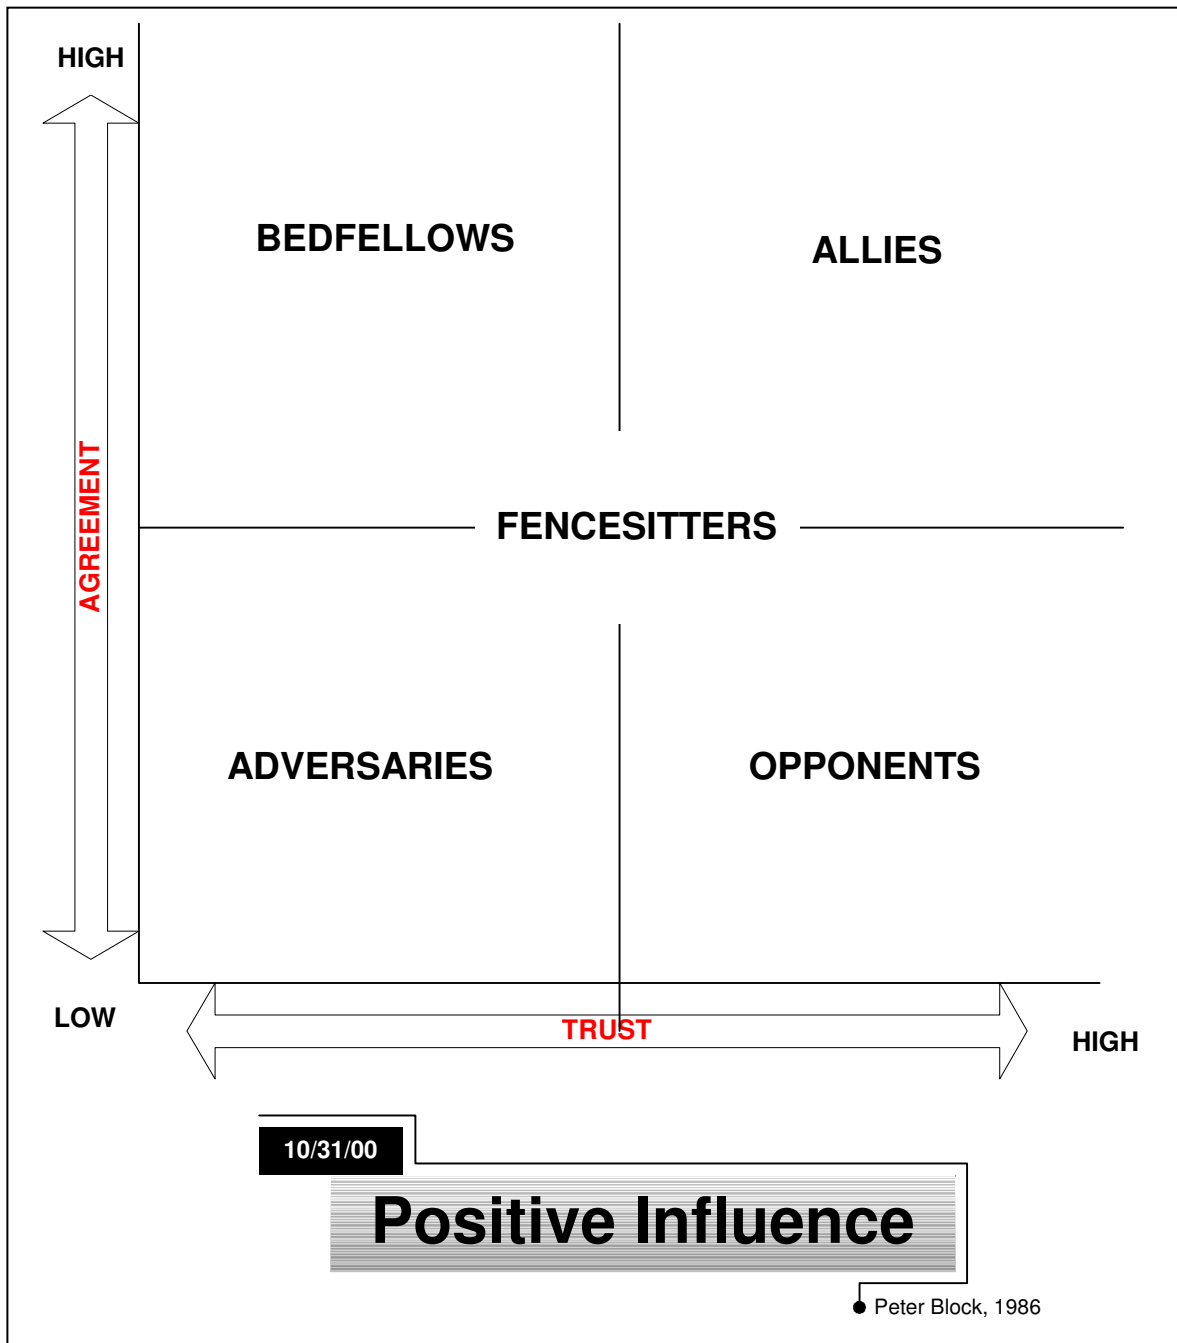 HIGH
BEDFELLOWS
ALLIES
AGREEMENT
FENCESITTERS
ADVERSARIES
OPPONENTS
LOW
TRUST
HIGH
10/31/00
Positive Influence
Peter Block, 1986